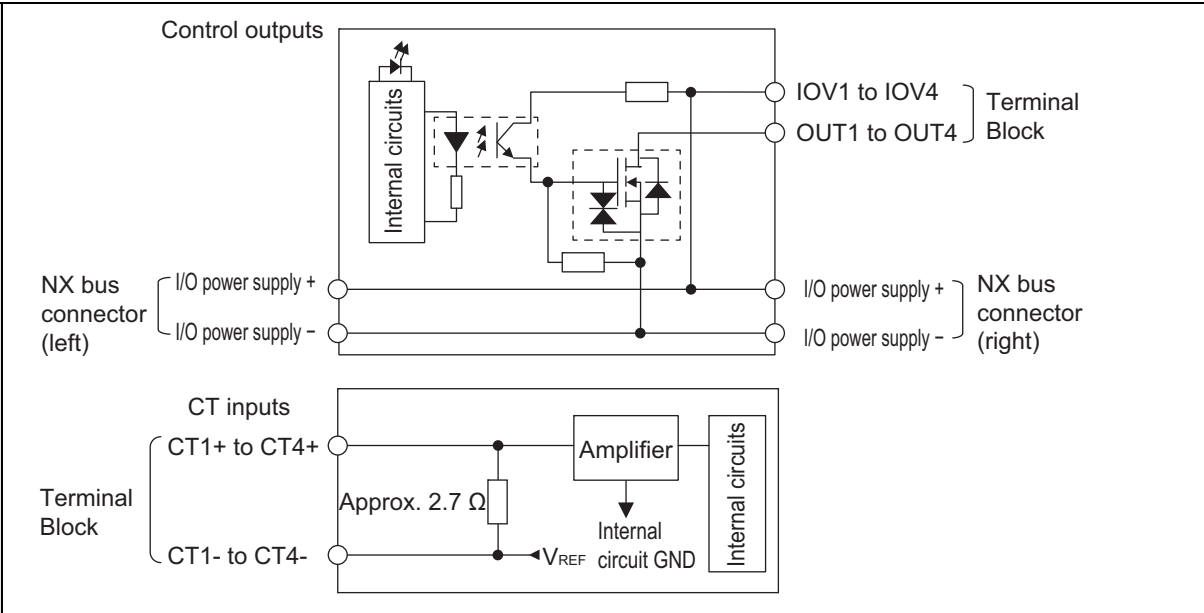 Control outputs
Internal circuits
IOV1 to IOV4
OUT1 to OUT4
Terminal
Block
NX bus
connector
(left)
I/O power supply +
I/O power supply −
I/O power supply +
I/O power supply −
NX bus
connector
(right)
CT inputs
CT1+ to CT4+
Terminal
Block
CT1- to CT4-
Approx. 2.7 Ω
Amplifier
Internal
circuit GND
VREF
Internal circuits